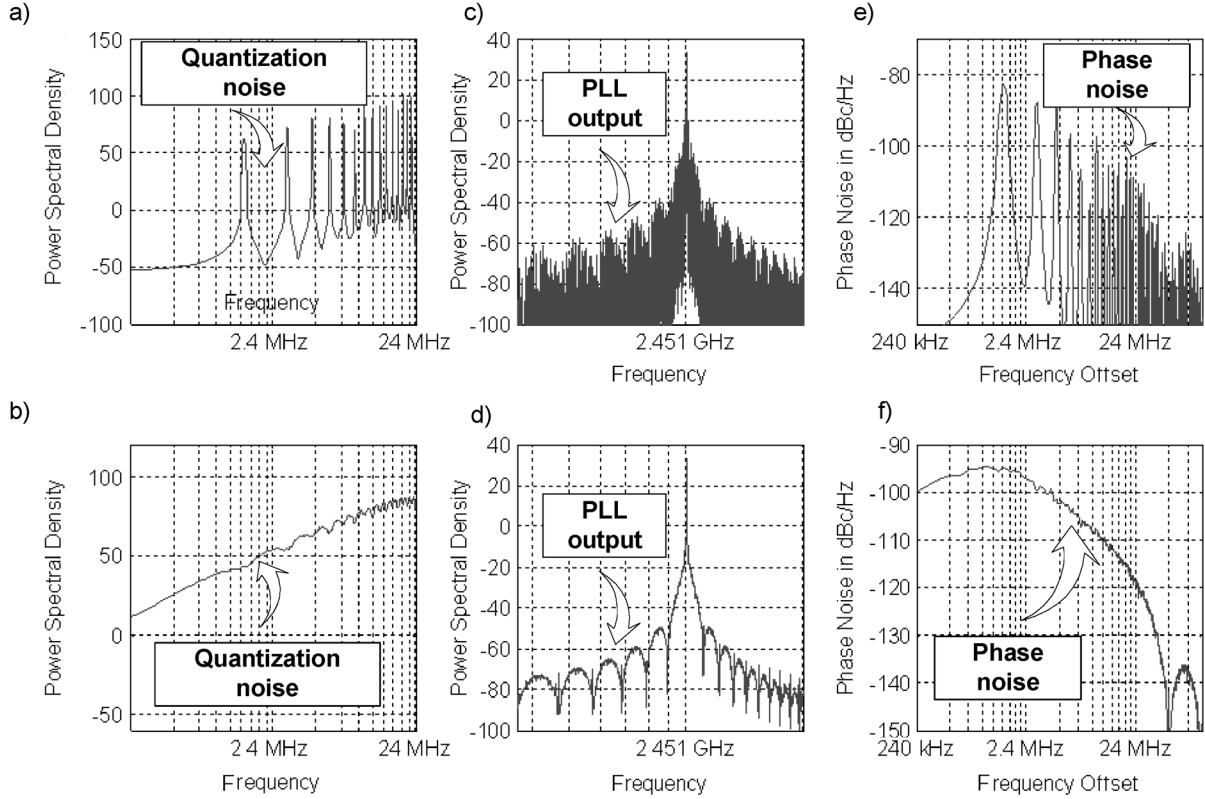 a)
150
100
50
0
-50
-100
Power Spectral Density
Quantization
noise
Frequency
2.4 MHz
24 MHz
c)
40
20
0
-20
-40
-60
-80
-100
Power Spectral Density
PLL
output
2.451 GHz
Frequency
e)
-80
-100
-120
-140
Phase Noise in dBc/Hz
Phase
noise
240 kHz
2.4 MHz
24 MHz
Frequency Offset
b)
100
50
0
-50
Power Spectral Density
Quantization
noise
2.4 MHz
24 MHz
Frequency
d)
40
20
0
-20
-40
-60
-80
-100
Power Spectral Density
PLL
output
2.451 GHz
Frequency
f)
-90
-100
-110
-120
-130
-140
-150
Phase Noise in dBc/Hz
Phase
noise
240 kHz
2.4 MHz
24 MHz
Frequency Offset